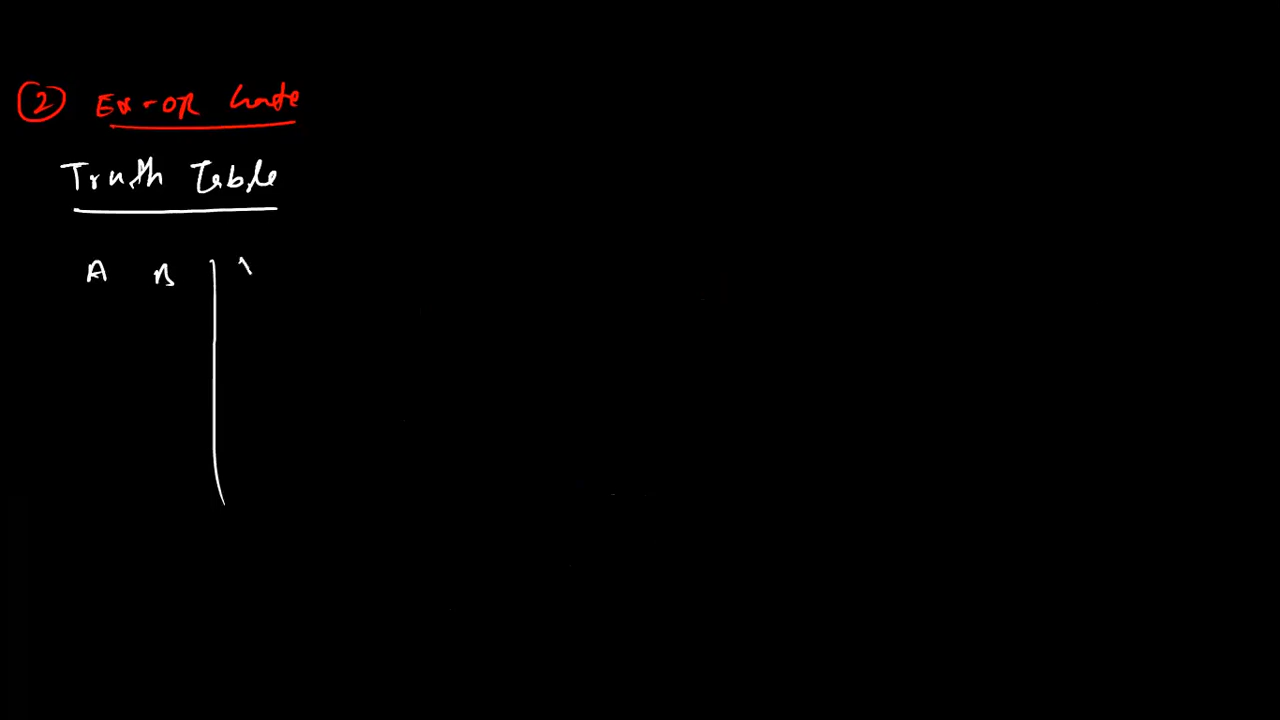 ② Ex-OR Gate
Truth Table
A B